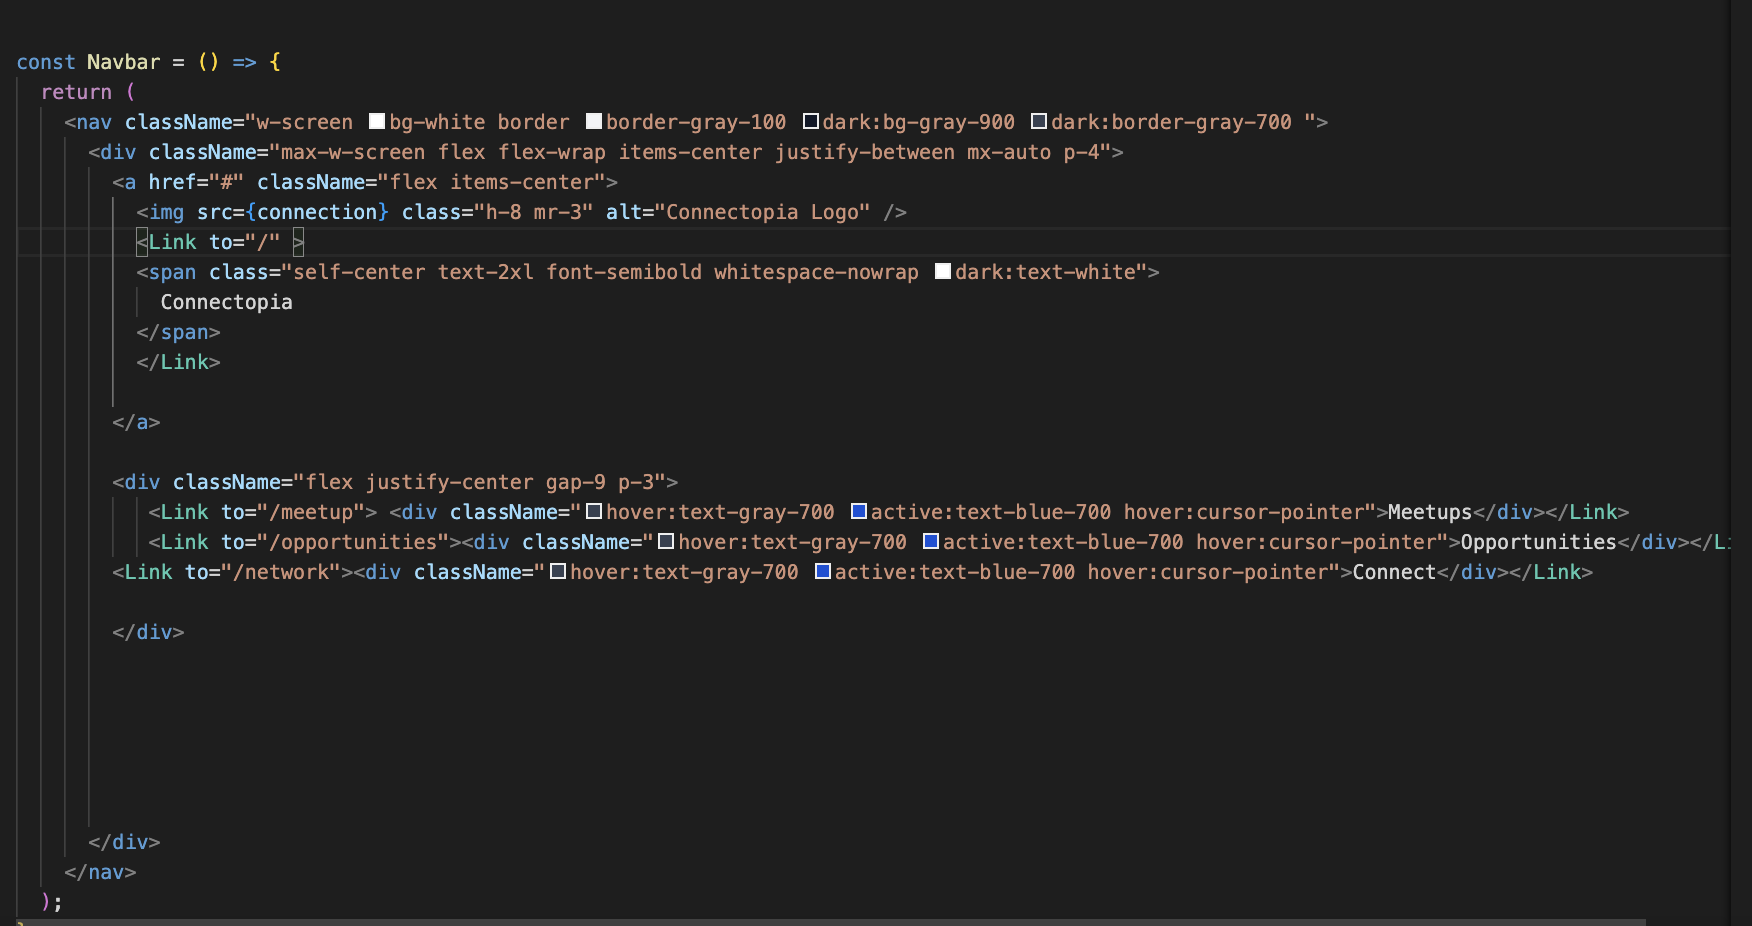 const Navbar = () => {
return (
<nav className="w-screen bg-white border border-gray-100 dark:bg-gray-900 dark:border-gray-700 ">
<div className="max-w-screen flex flex-wrap items-center justify-between mx-auto p-4">
<a href="#" className="flex items-center">
<img src={connection} class="h-8 mr-3" alt="Connectopia Logo" />
<Link to="/" >
<span class="self-center text-2xl font-semibold whitespace-nowrap dark:text-white">
Connectopia
</span>
</Link>
</a>
<div className="flex justify-center gap-9 p-3">
<Link to="/meetup"> <div className="hover:text-gray-700 active:text-blue-700 hover:cursor-pointer">Meetups</div></Link>
<Link to="/opportunities"><div className="hover:text-gray-700 active:text-blue-700 hover:cursor-pointer">Opportunities</div></Li
<Link to="/network"><div className="hover:text-gray-700 active:text-blue-700 hover:cursor-pointer">Connect</div></Link>
</div>
</div>
</nav>
);